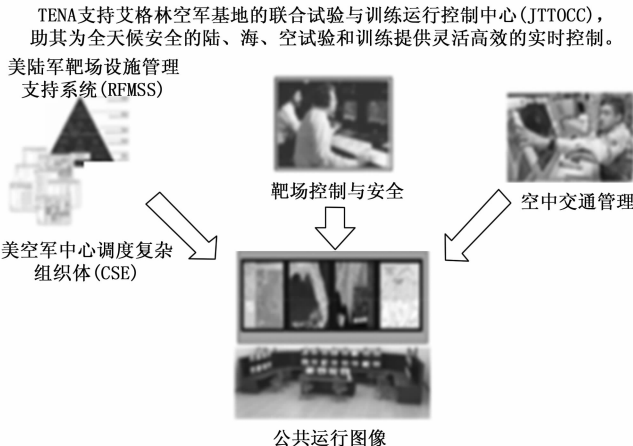 TENA支持艾格林空军基地的联合试验与训练运行控制中心(JTTOCC),
助其为全天候安全的陆、海、空试验和训练提供灵活高效的实时控制。
美陆军靶场设施管理
支持系统(RFMSS)
靶场控制与安全
空中交通管理
美空军中心调度复杂
组织体(CSE)
公共运行图像